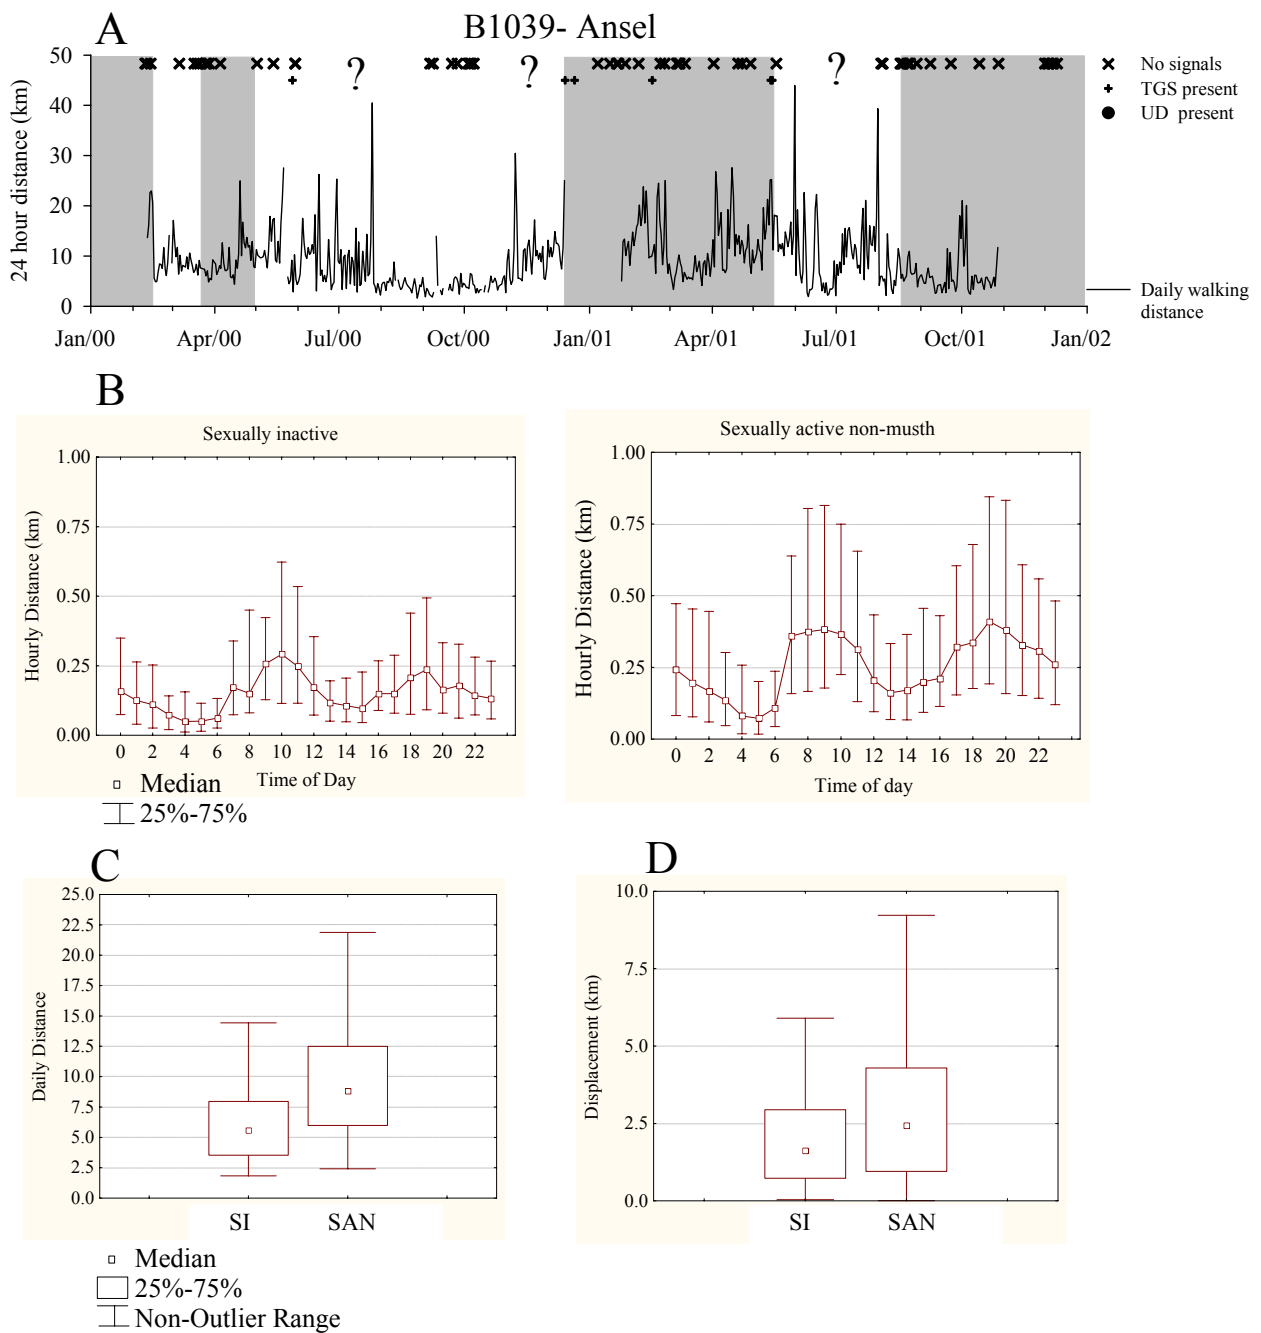 A
B1039- Ansel
50
40
30
20
10
0
24 hour distance (km)
? ? ?
No signals
TGS present
UD present
Daily walking
distance
Jan/00 Apr/00 Jul/00 Oct/00 Jan/01 Apr/01 Jul/01 Oct/01 Jan/02
B
Sexually inactive
1.00
0.75
0.50
0.25
0.00
Hourly Distance (km)
0 2 4 6 8 10 12 14 16 18 20 22
Time of Day
Median
25%-75%
Sexually active non-musth
1.00
0.75
0.50
0.25
0.00
Hourly Distance (km)
0 2 4 6 8 10 12 14 16 18 20 22
Time of day
C
25.0
22.5
20.0
17.5
15.0
12.5
10.0
7.5
5.0
2.5
0.0
Daily Distance
SI SAN
Median
25%-75%
Non-Outlier Range
D
10.0
7.5
5.0
2.5
0.0
Displacement (km)
SI SAN